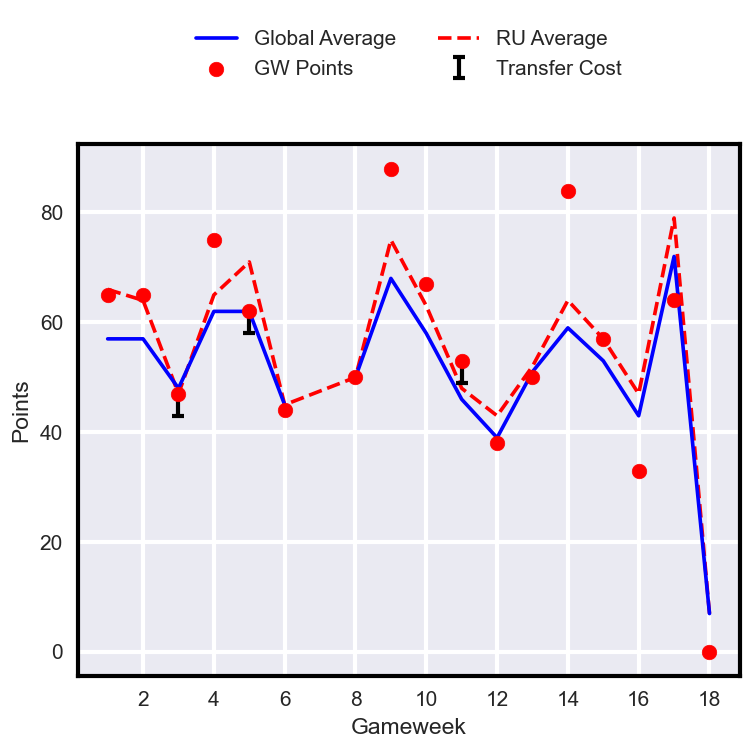 Global Average RU Average
GW Points Transfer Cost
80
60
40
20
0
Points
2 4 6 8 10 12 14 16 18
Gameweek